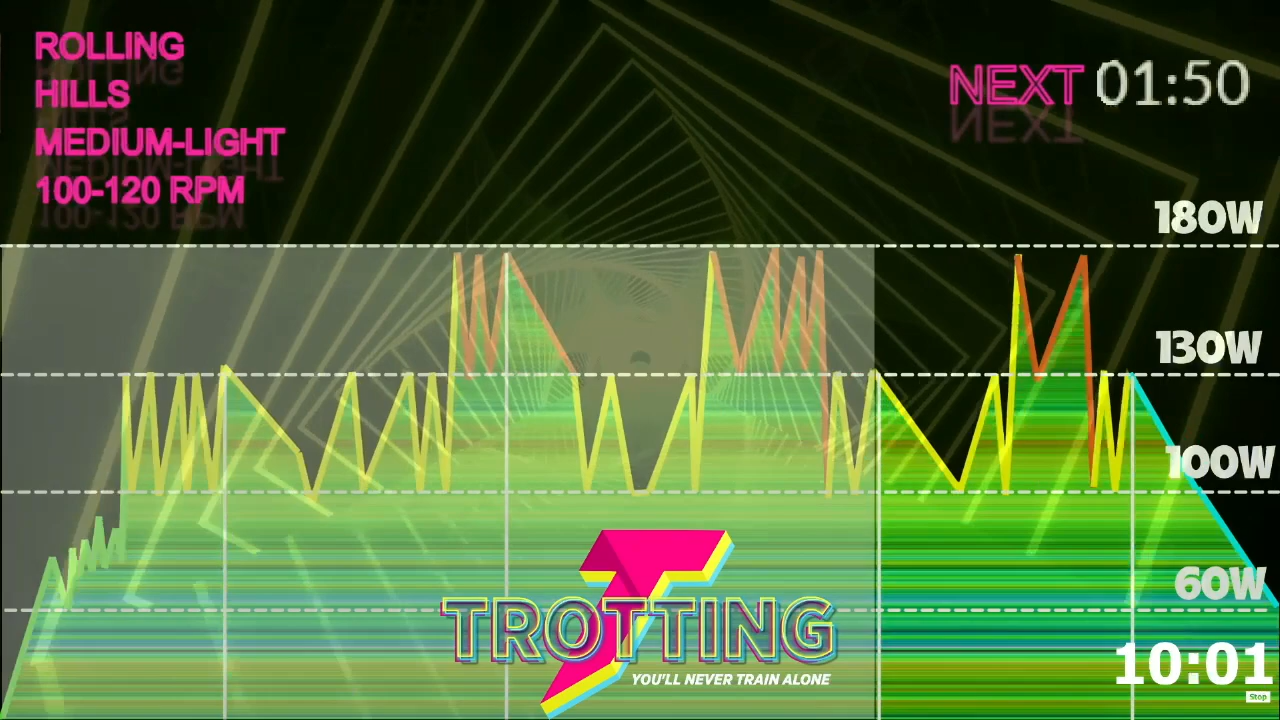 ROLLING
HILLS
MEDIUM-LIGHT
100-120 RPM
NEXT 01:50
180W
130W
100W
60W
TROTTING
YOU'LL NEVER TRAIN ALONE
10:01
Stop